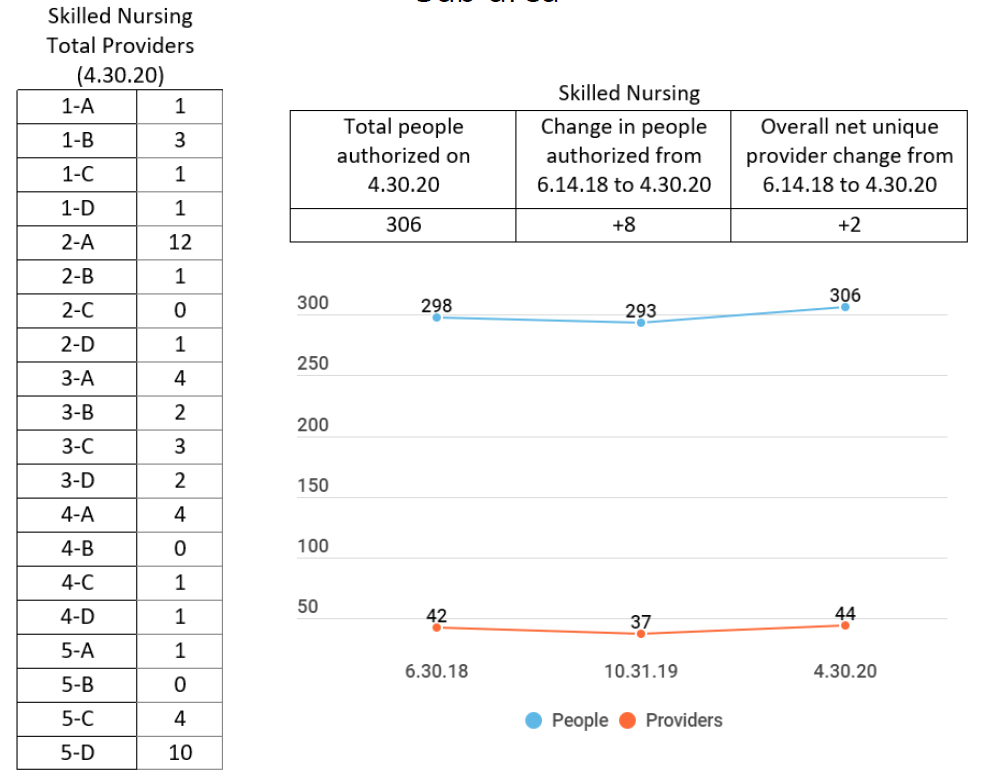 Skilled Nursing
Total Providers
(4.30.20)
1-A 1
1-B 3
1-C 1
1-D 1
2-A 12
2-B 1
2-C 0
2-D 1
3-A 4
3-B 2
3-C 3
3-D 2
4-A 4
4-B 0
4-C 1
4-D 1
5-A 1
5-B 0
5-C 4
5-D 10
Skilled Nursing
Total people authorized on 4.30.20
Change in people authorized from 6.14.18 to 4.30.20
Overall net unique provider change from 6.14.18 to 4.30.20
306 +8 +2
300
250
200
150
100
50
298 293 306
42 37 44
6.30.18 10.31.19 4.30.20
People Providers